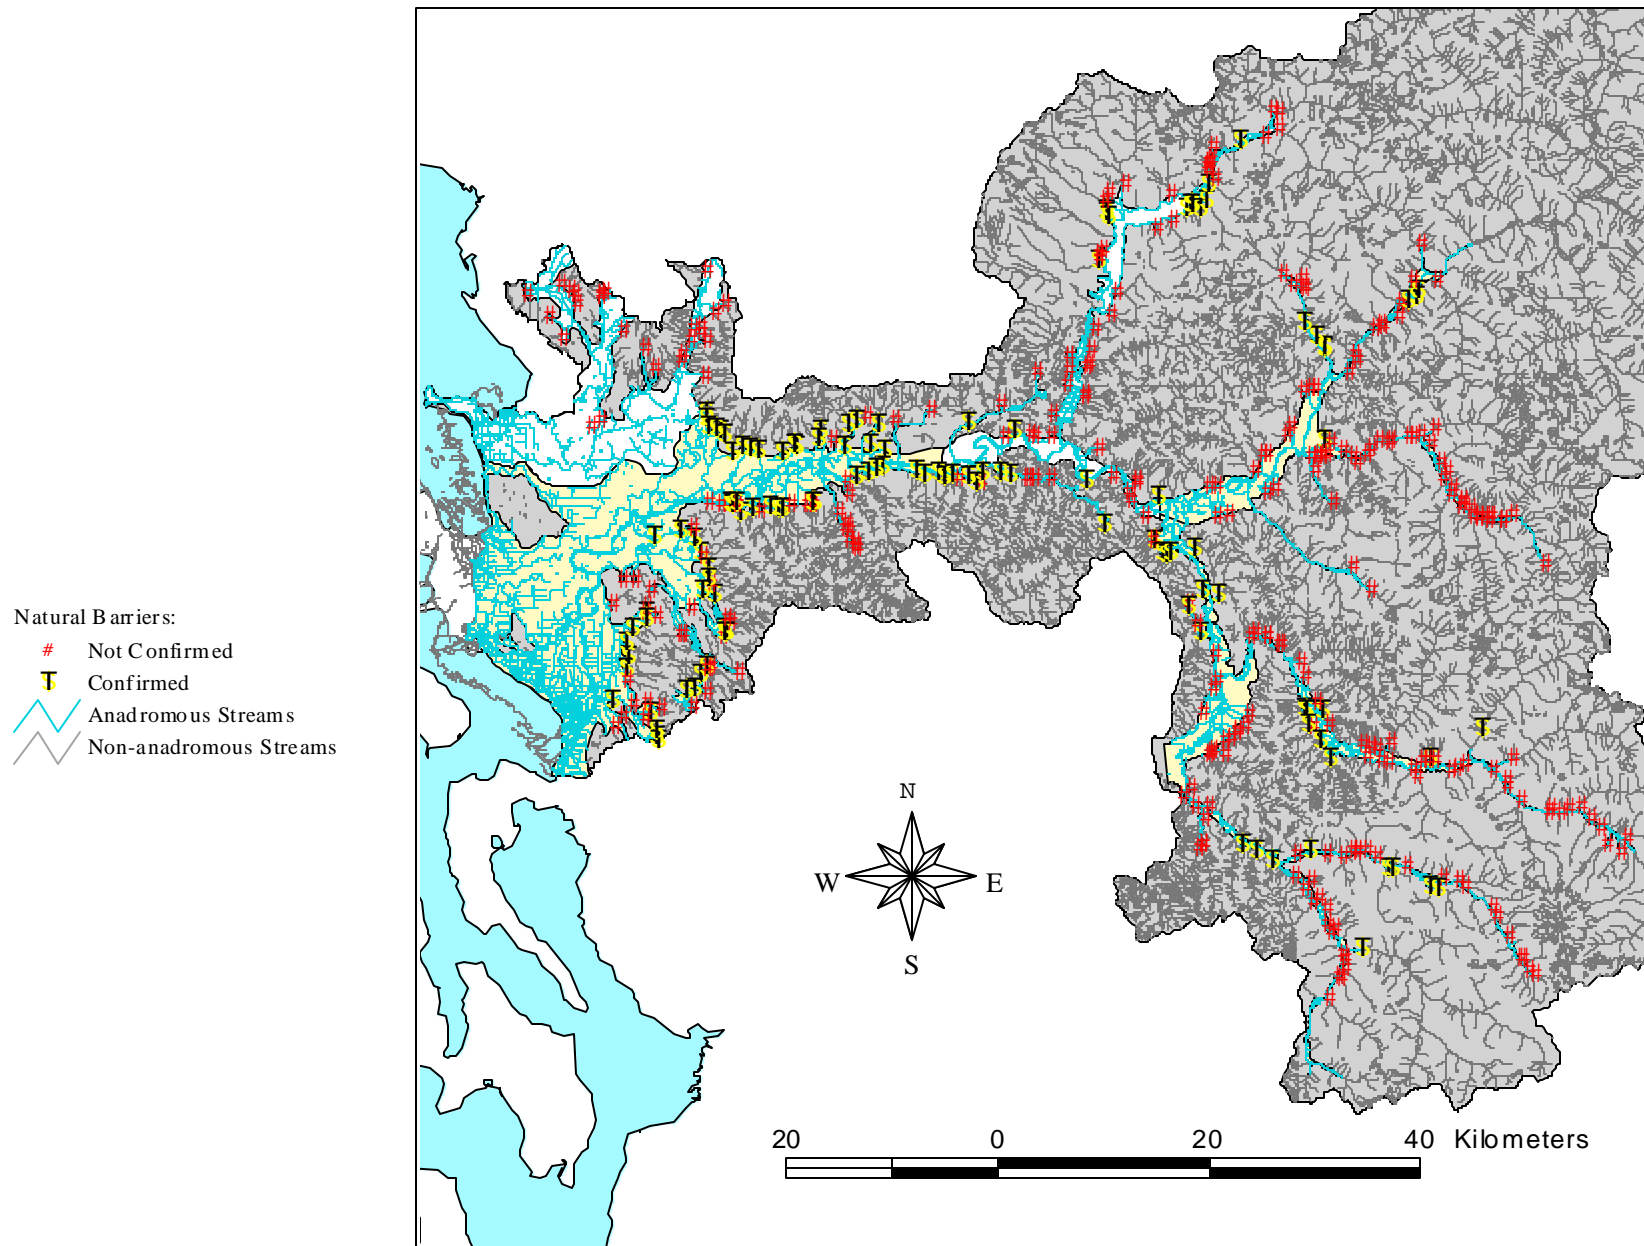 Natural Barriers:
# Not Confirmed
T Confirmed
Anadromous Streams
Non-anadromous Streams
N
W E
S
20 0 20 40 Kilometers